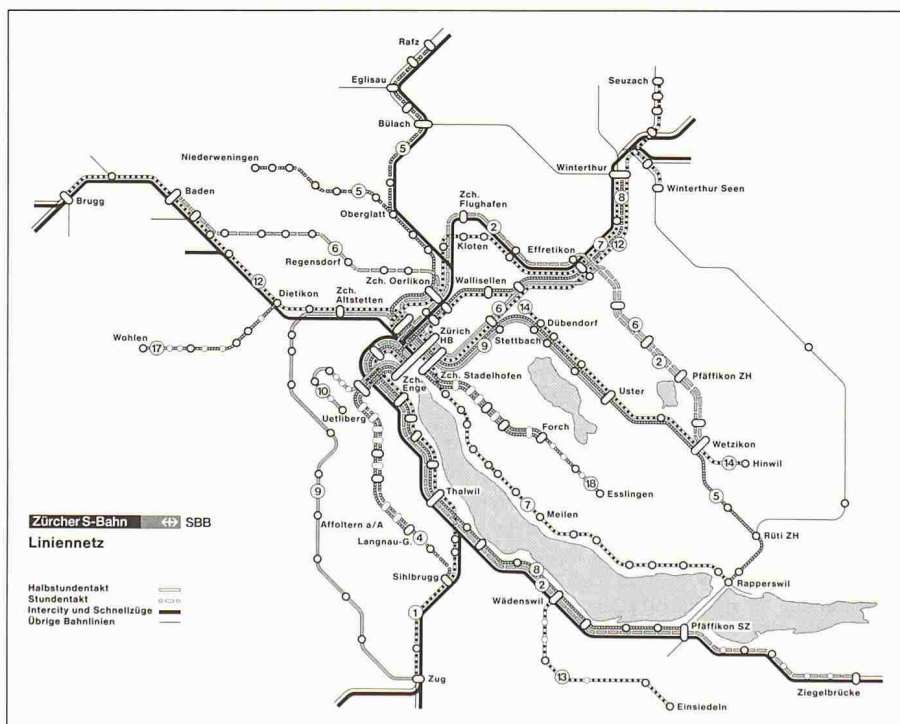 Rafz
Eglisau
Seuzach
Bülach
Niederweningen
5
Winterthur
Brugg
Baden
5
Zch.
Flughafen
8
Winterthur Seen
Oberglatt
2
Kloten
Effretikon
7
12
6
Regensdorf
Zch. Oerlikon
Wallisellen
12
Zch.
Altstetten
Dietikon
6
14
Dübendorf
6
Wohlen
17
Zürich
HB
9
Stettbach
2
Zch. Stadelhofen
Pfäffikon ZH
Zch.
Enge
10
Uster
Uetliberg
Forch
Wetzikon
14
Hinwil
9
18
Esslingen
Thalwil
7
5
Zürcher S-Bahn
SBB
Liniennetz
Affoltern a/A
Meilen
Langnau-G.
4
Rüti ZH
Sihlbrugg
8
2
Rapperswil
Halbstundentakt
Stundentakt
Intercity und Schnellzüge
Übrige Bahnlinien
1
Wädenswil
Pfäffikon SZ
Zug
13
Ziegelbrücke
Einsiedeln